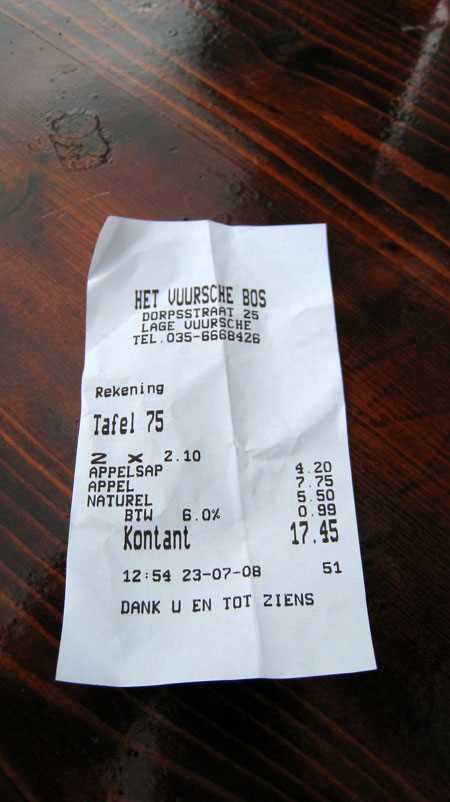 HET VUURSCHE BOS
DORPSSTRAAT 25
LAGE VUURSCHE
TEL.035-6668426
Rekening
Tafel 75
2 x 2.10
APPELSAP 4.20
APPEL 7.75
NATUREL 5.50
BTW 6.0% 0.99
Kontant 17.45
12:54 23-07-08 51
DANK U EN TOT ZIENS